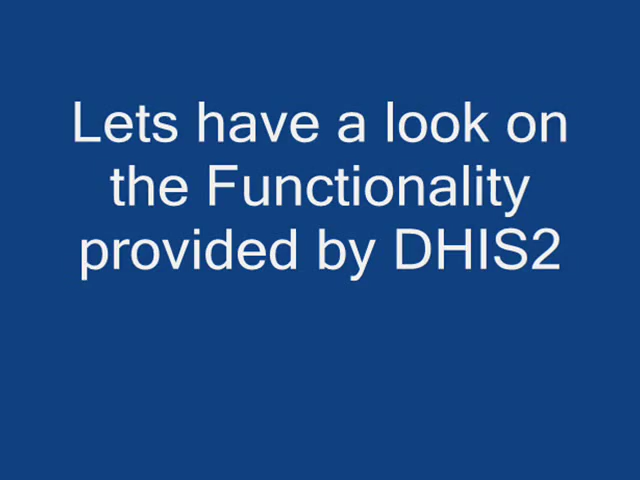 Lets have a look on
the Functionality
provided by DHIS2